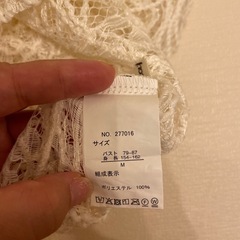 NO. 277016
サイズ
バスト 79-87
身長 154-162
M
組成表示
ポリエステル 100%